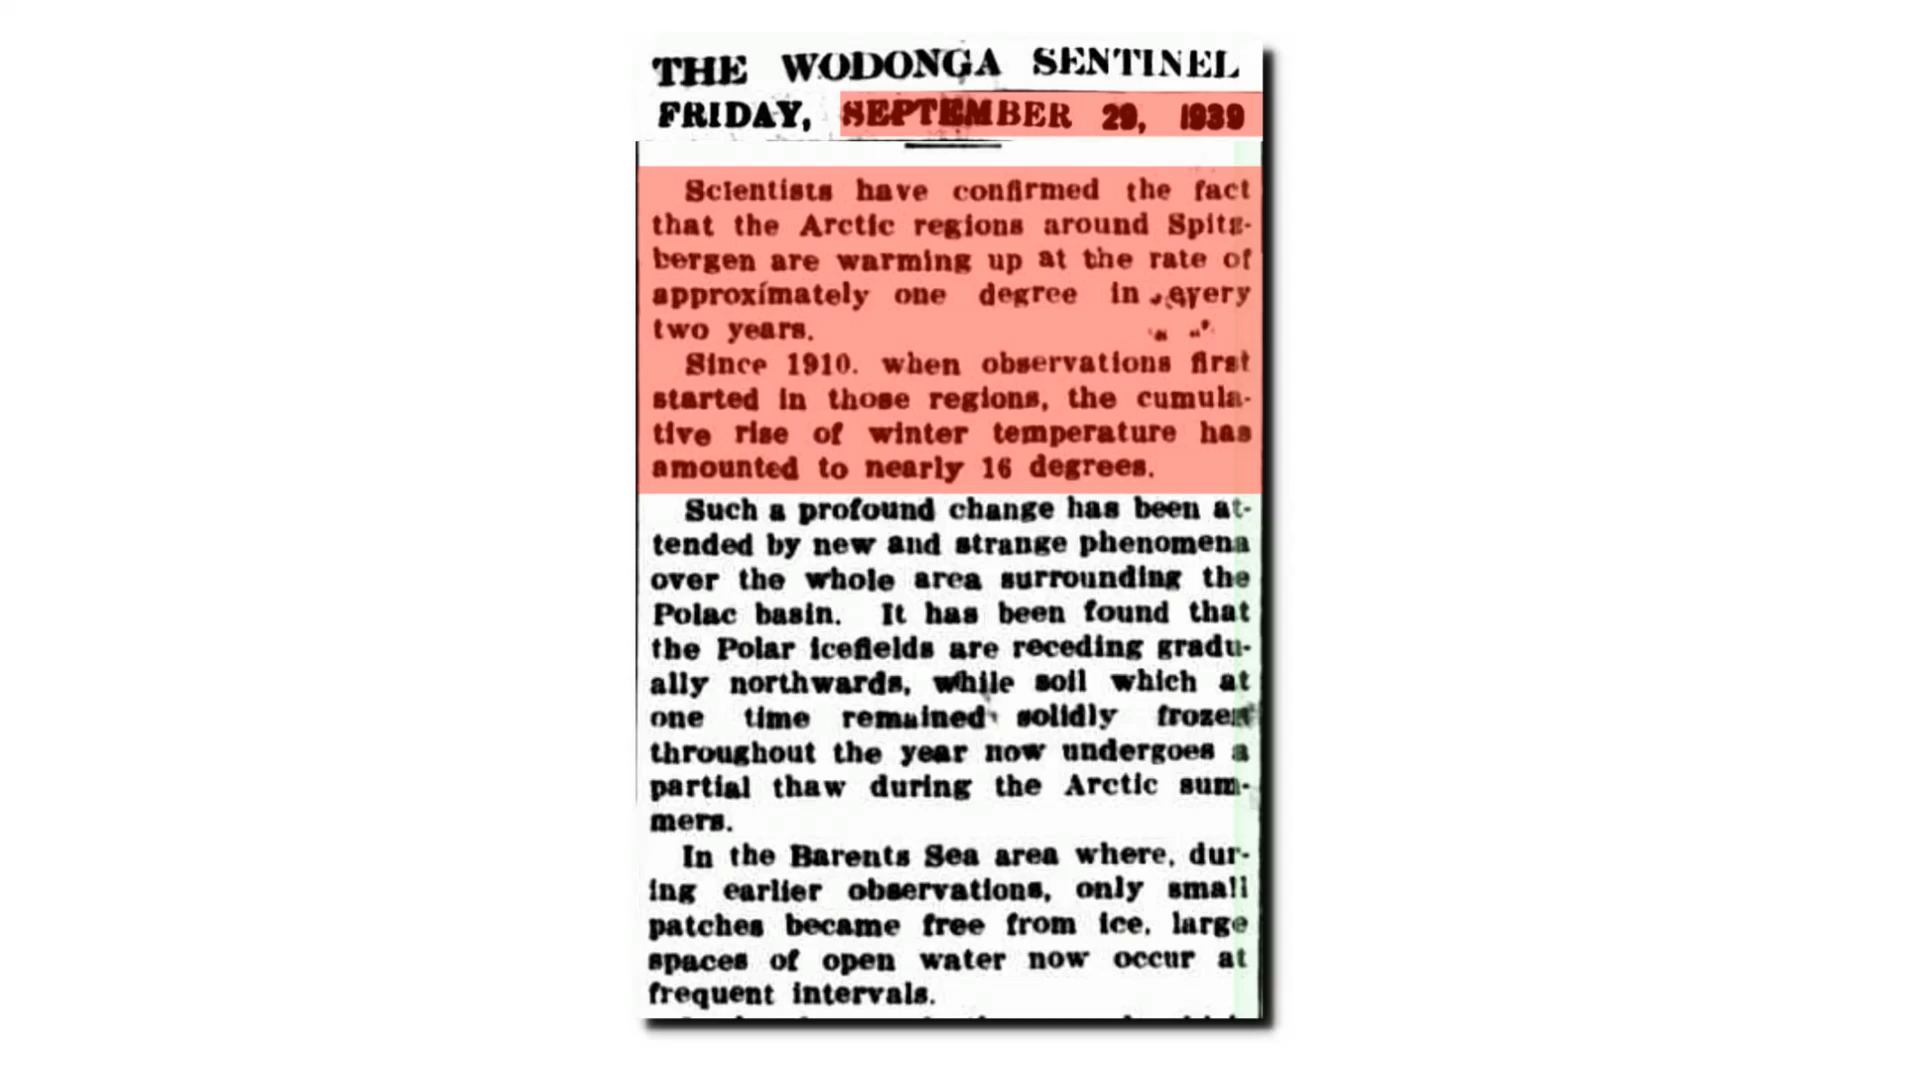 THE WODONGA SENTINEL
FRIDAY, SEPTEMBER 29, 1939
Scientists have confirmed the fact
that the Arctic regions around Spitz-
bergen are warming up at the rate of
approximately one degree in every
two years.
Since 1910. when observations first
started in those regions, the cumula-
tive rise of winter temperature has
amounted to nearly 16 degrees.
Such a profound change has been at-
tended by new and strange phenomena
over the whole area surrounding the
Polac basin. It has been found that
the Polar icefields are receding gradu-
ally northwards, while soil which at
one time remained solidly frozen
throughout the year now undergoes a
partial thaw during the Arctic sum-
mers.
In the Barents Sea area where, dur-
ing earlier observations, only small
patches became free from ice, large
spaces of open water now occur at
frequent intervals.